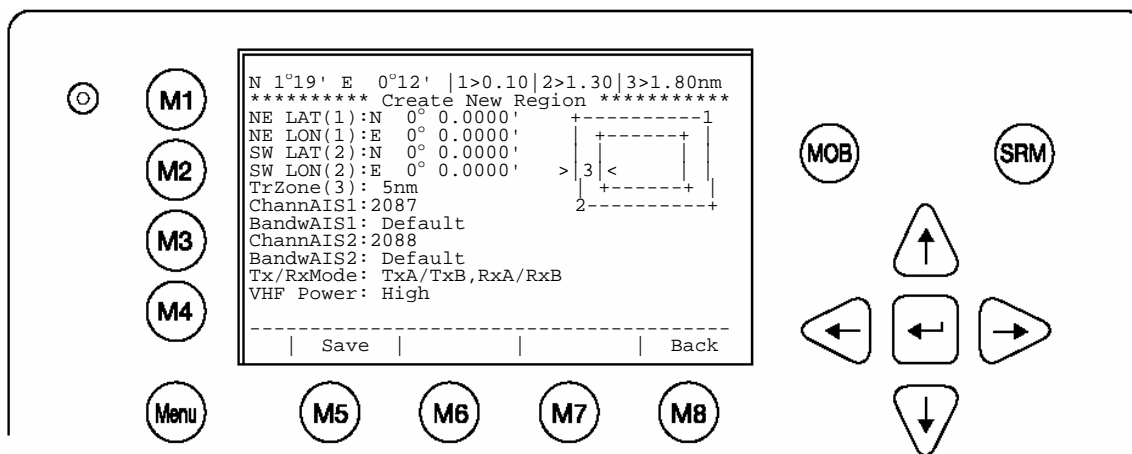 N 1°19' E 0°12' |1>0.10|2>1.30|3>1.80nm
********** Create New Region ***********
NE LAT(1):N 0° 0.0000' +----------1
NE LON(1):E 0° 0.0000' | +------+ |
SW LAT(2):N 0° 0.0000' | | | |
SW LON(2):E 0° 0.0000' >|3|< | |
TrZone(3): 5nm | +------+ |
ChannAIS1:2087 2----------+
BandwAIS1: Default
ChannAIS2:2088
BandwAIS2: Default
Tx/RxMode: TxA/TxB,RxA/RxB
VHF Power: High
----------------------------------------
| Save | | | Back
M1
M2
M3
M4
Menu
M5
M6
M7
M8
MOB
SRM